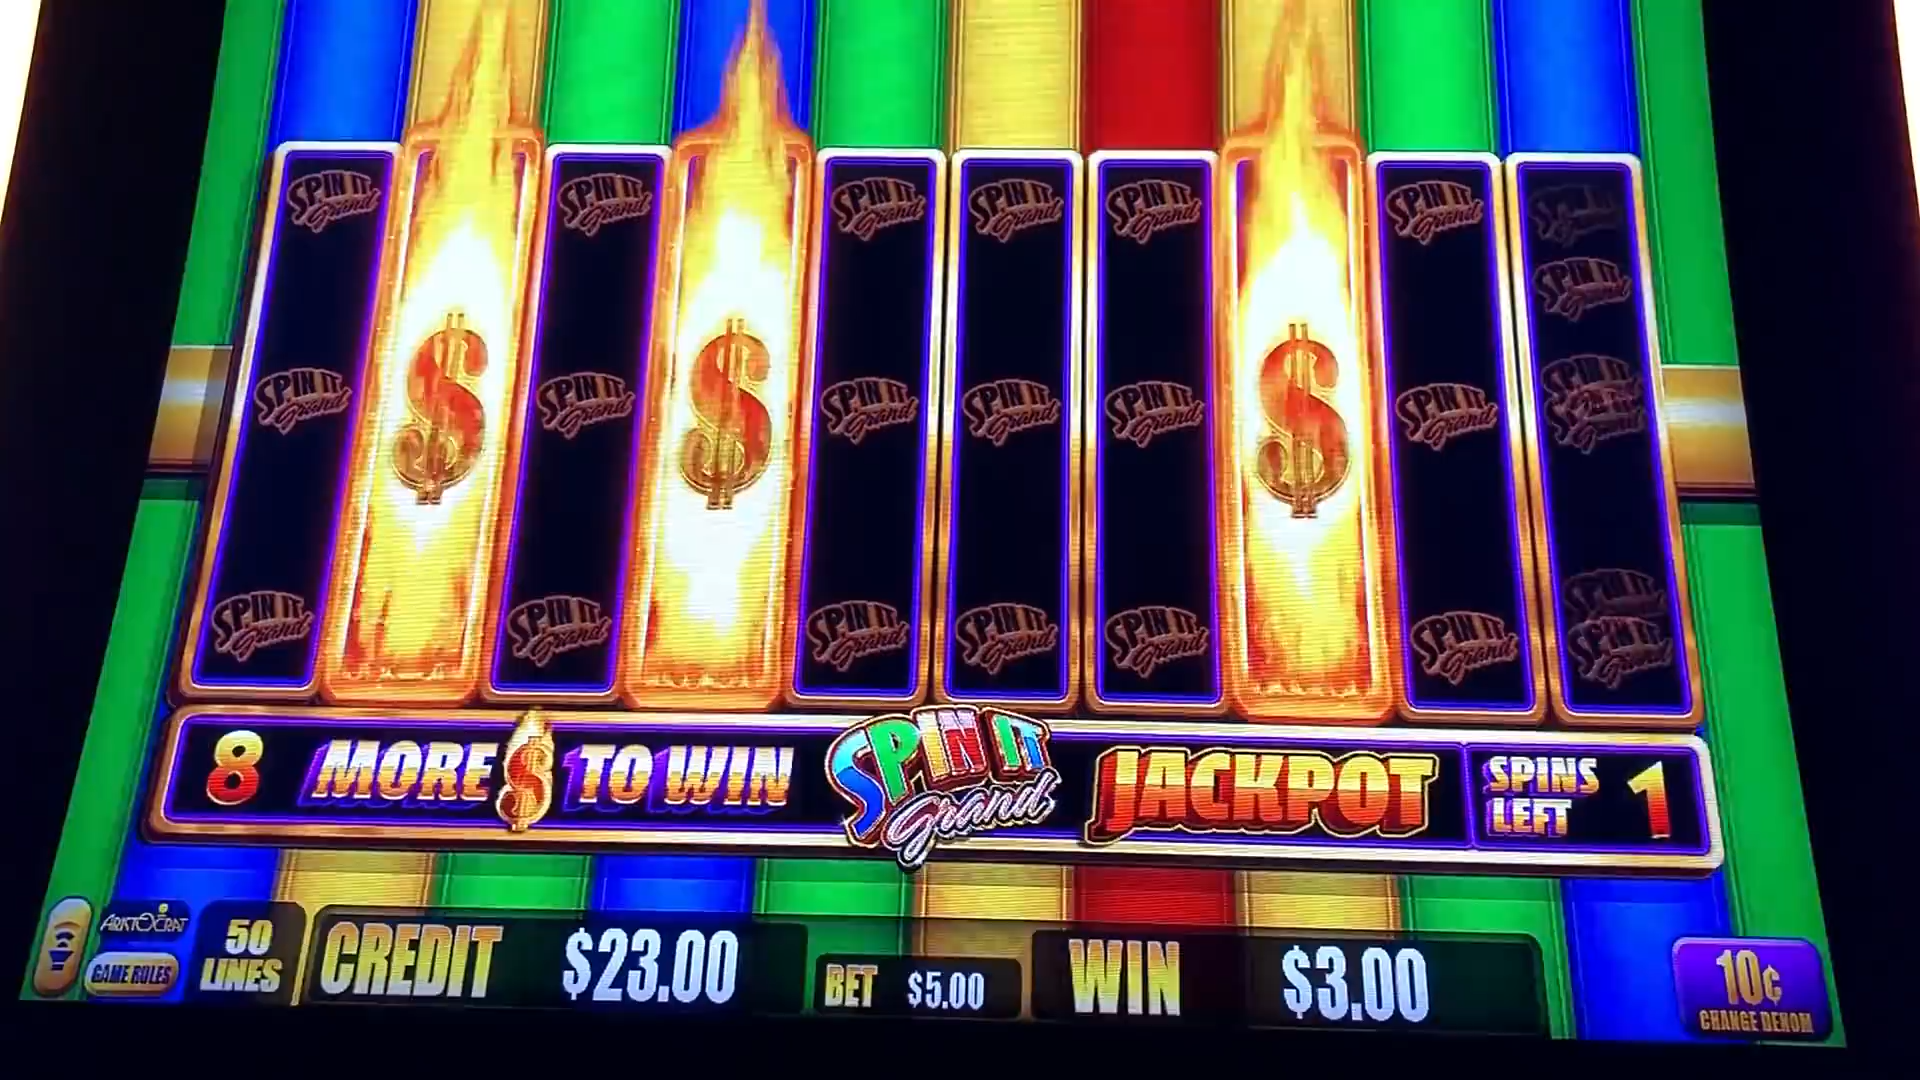 SPIN IT Grand SPIN IT Grand SPIN IT Grand SPIN IT Grand SPIN IT Grand SPIN IT Grand
SPIN IT Grand
$ $ $
SPIN IT Grand SPIN IT Grand SPIN IT Grand SPIN IT Grand SPIN IT Grand SPIN IT Grand
SPIN IT Grand SPIN IT Grand SPIN IT Grand SPIN IT Grand SPIN IT Grand SPIN IT Grand SPIN IT Grand
8 MORE $ TO WIN SPIN IT Grand JACKPOT SPINS LEFT 1
ARISTOCRAT
GAME RULES
50 LINES
CREDIT $23.00
BET $5.00
WIN $3.00
10¢
CHANGE DENOM